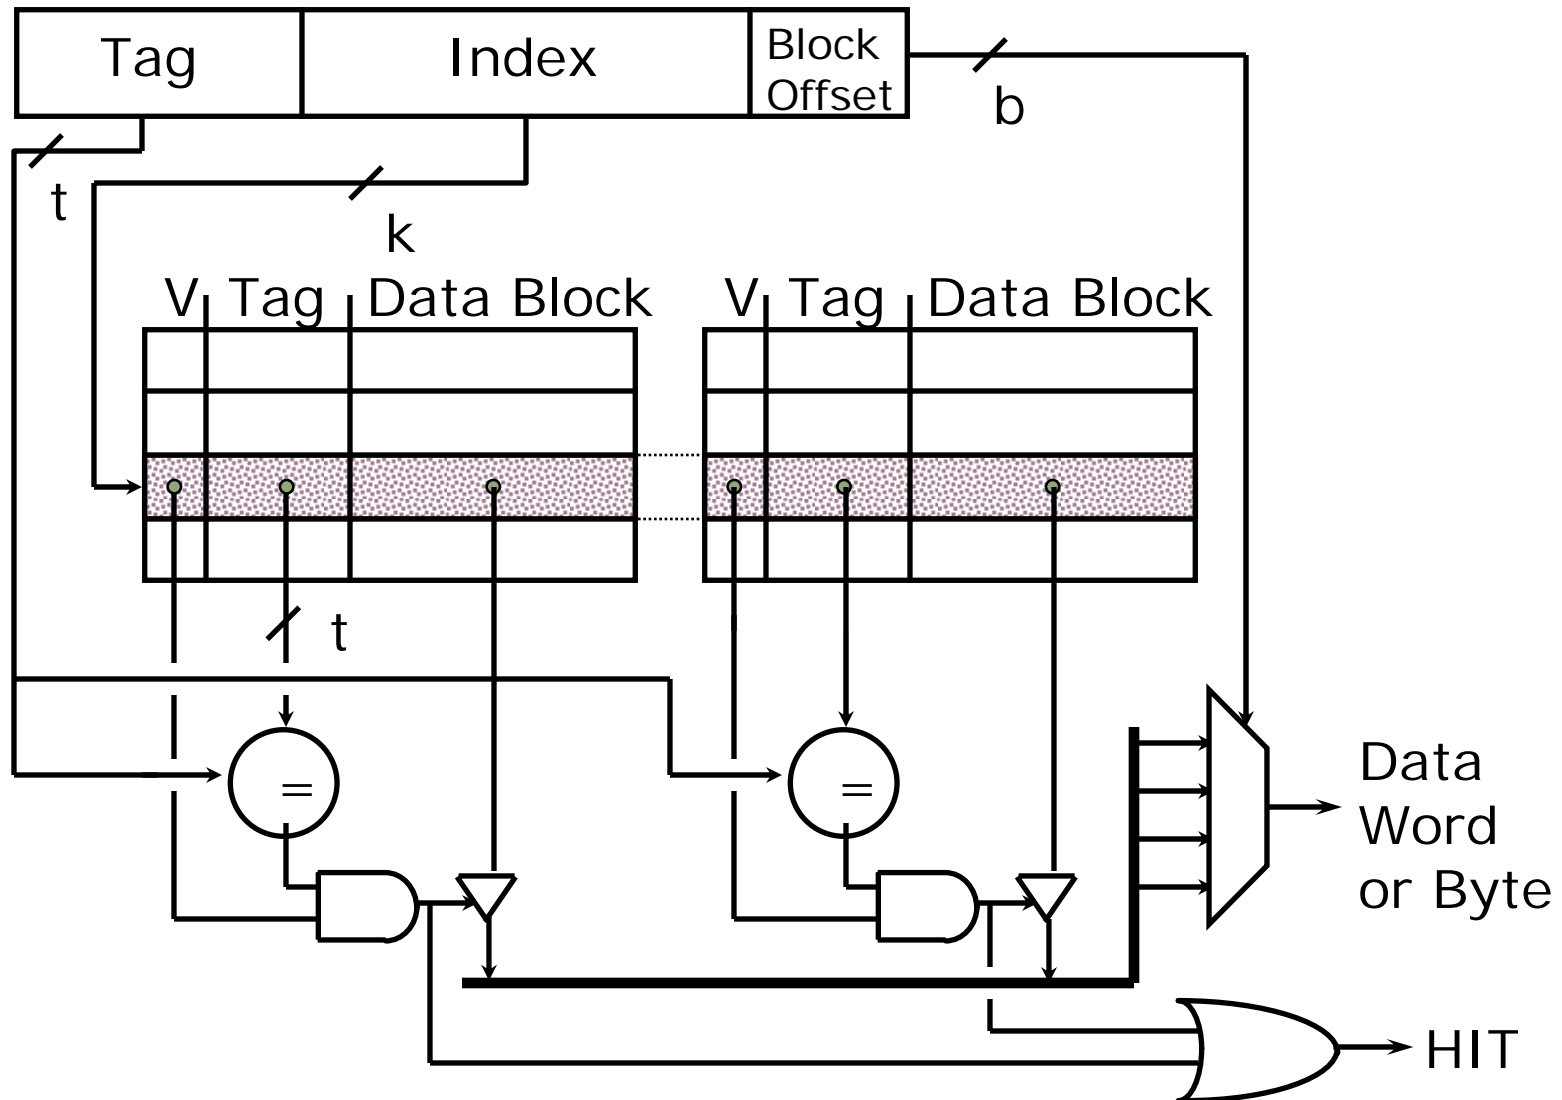 Tag
Index
Block
Offset
b
t
k
V Tag Data Block
V Tag Data Block
t
=
=
Data
Word
or Byte
HIT